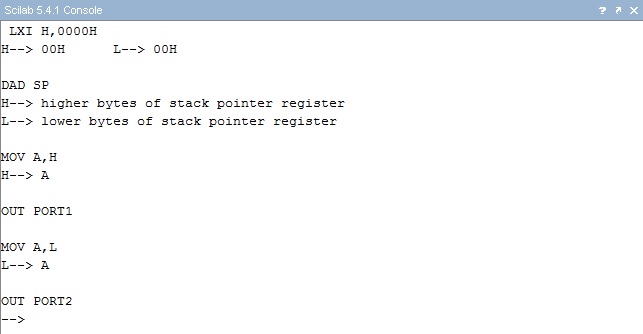 Scilab 5.4.1 Console
LXI H,0000H
H--> 00H      L--> 00H
DAD SP
H--> higher bytes of stack pointer register
L--> lower bytes of stack pointer register
MOV A,H
H--> A
OUT PORT1
MOV A,L
L--> A
OUT PORT2
-->